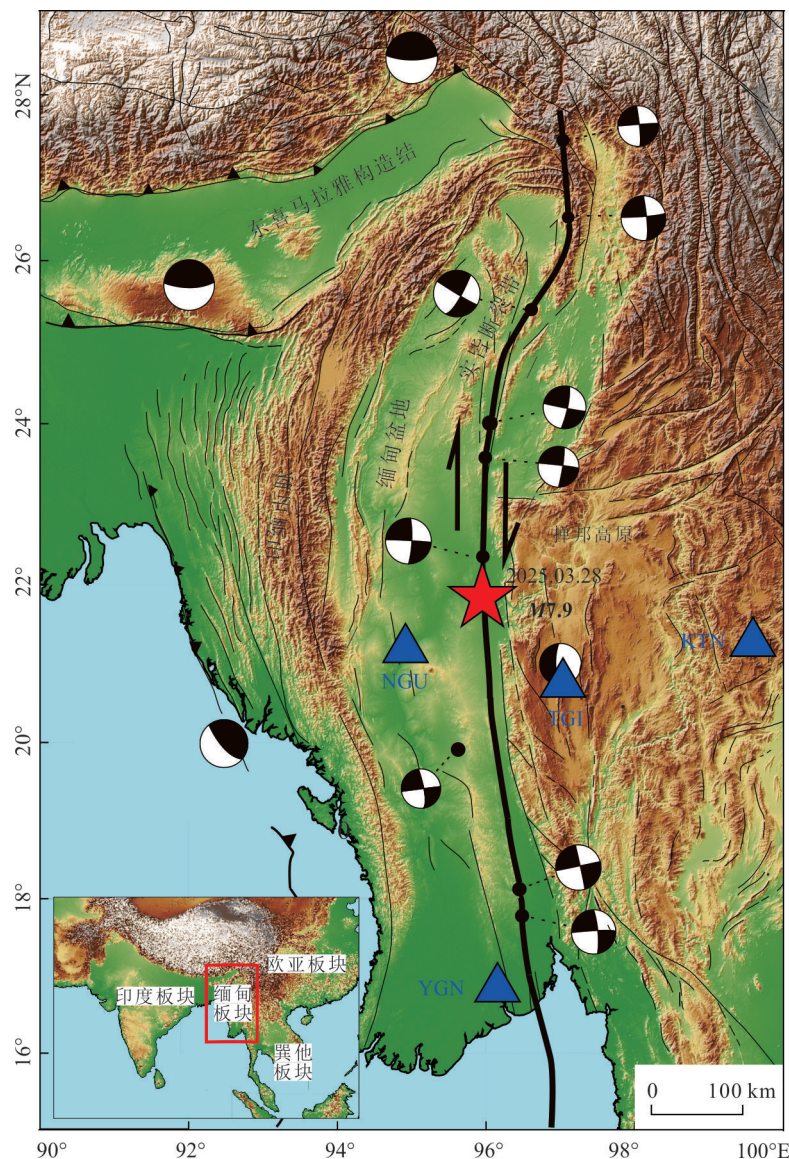 28°N
26°
24°
22°
20°
18°
16°
90°
92°
94°
96°
98°
100°E
东喜马拉雅构造结
实皆断裂带
缅甸盆地
印缅山脉
掸邦高原
2025.03.28
M7.9
NGU
TGI
KTN
YGN
欧亚板块
印度板块
缅甸
板块
巽他
板块
0 100 km